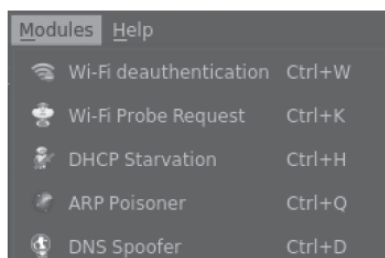 Modules Help
Wi-Fi deauthentication Ctrl+W
Wi-Fi Probe Request Ctrl+K
DHCP Starvation Ctrl+H
ARP Poisoner Ctrl+Q
DNS Spoofer Ctrl+D